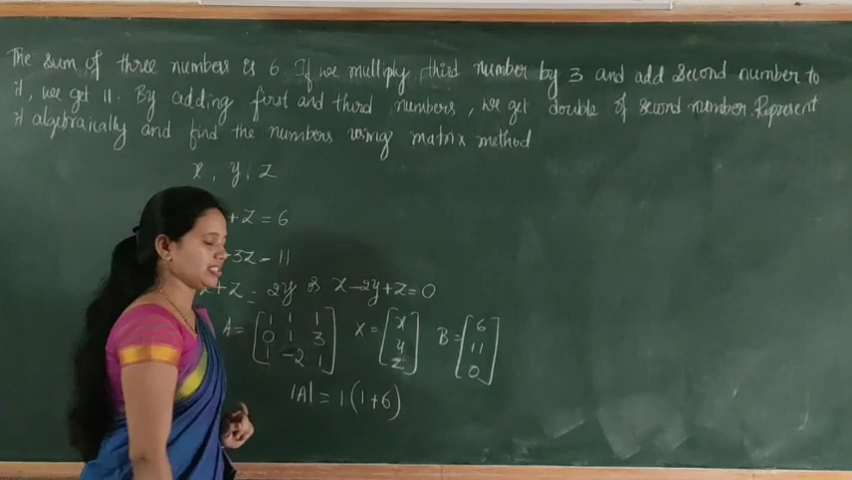 The sum of three numbers is 6. If we multiply third number by 3 and add second number to
it, we get 11. By adding first and third numbers, we get double of second number. Represent
it algebraically and find the numbers using matrix method
x, y, z
+ z = 6
3z = 11
x + z = 2y or x - 2y + z = 0
A = [1 1 1; 0 1 3; 1 -2 1] X = [x; y; z] B = [6; 11; 0]
|A| = 1(1+6)